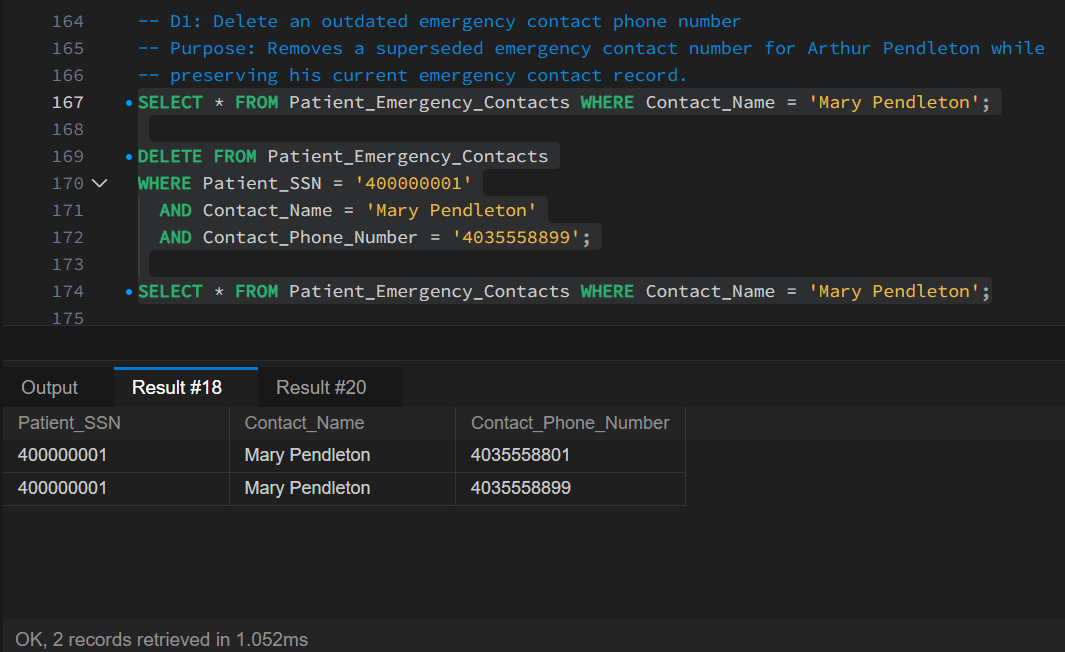 164 -- D1: Delete an outdated emergency contact phone number
165 -- Purpose: Removes a superseded emergency contact number for Arthur Pendleton while
166 -- preserving his current emergency contact record.
167 SELECT * FROM Patient_Emergency_Contacts WHERE Contact_Name = 'Mary Pendleton';
168
169 DELETE FROM Patient_Emergency_Contacts
170 WHERE Patient_SSN = '400000001'
171 AND Contact_Name = 'Mary Pendleton'
172 AND Contact_Phone_Number = '4035558899';
173
174 SELECT * FROM Patient_Emergency_Contacts WHERE Contact_Name = 'Mary Pendleton';
175
Output Result #18 Result #20
Patient_SSN Contact_Name Contact_Phone_Number
400000001 Mary Pendleton 4035558801
400000001 Mary Pendleton 4035558899
OK, 2 records retrieved in 1.052ms